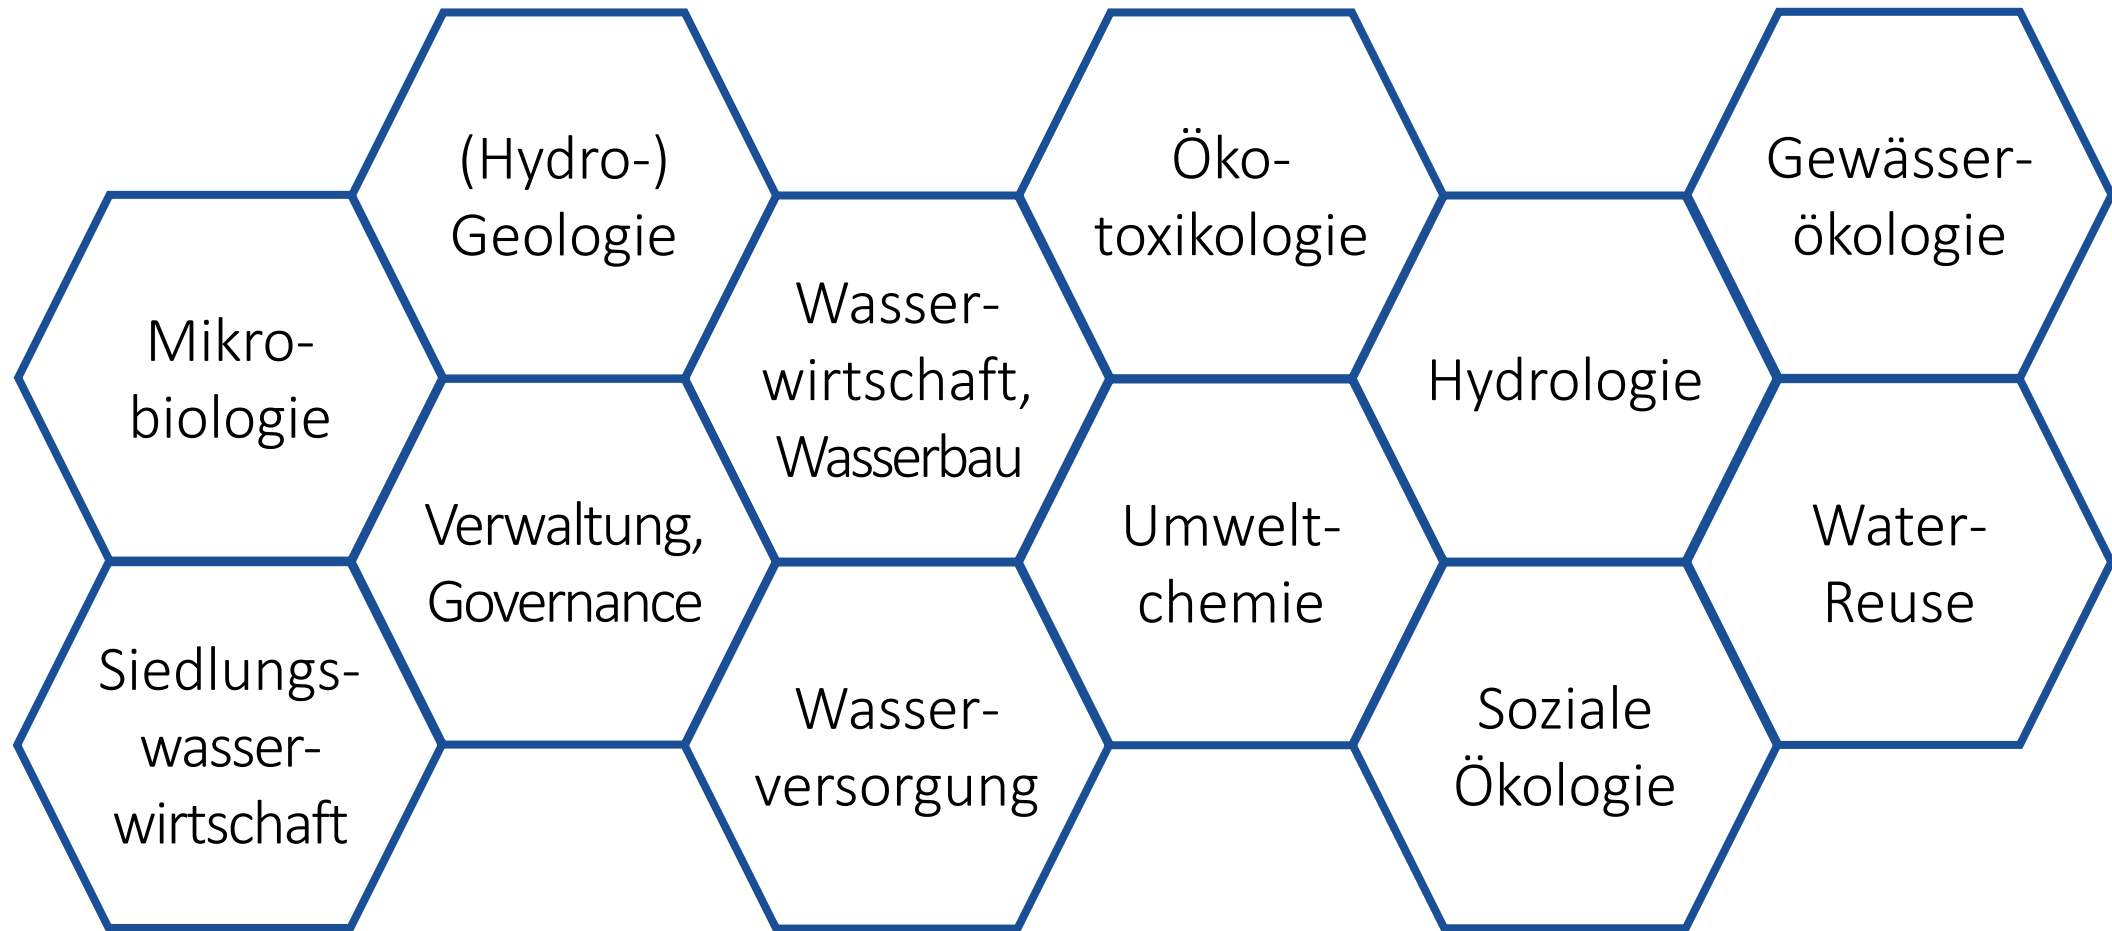 Mikro-
biologie
Siedlungs-
wasser-
wirtschaft
(Hydro-)
Geologie
Verwaltung,
Governance
Wasser-
wirtschaft,
Wasserbau
Wasser-
versorgung
Öko-
toxikologie
Umwelt-
chemie
Hydrologie
Soziale
Ökologie
Gewässer-
ökologie
Water-
Reuse